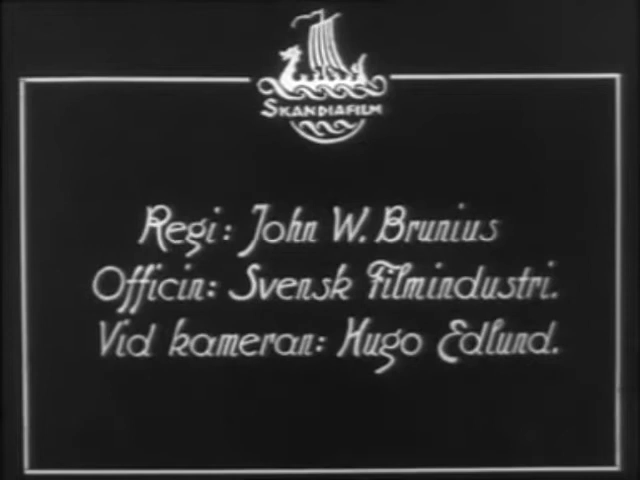 SKANDIAFILM
Regi: John W. Brunius
Officin: Svensk Filmindustri.
Vid kameran: Hugo Edlund.